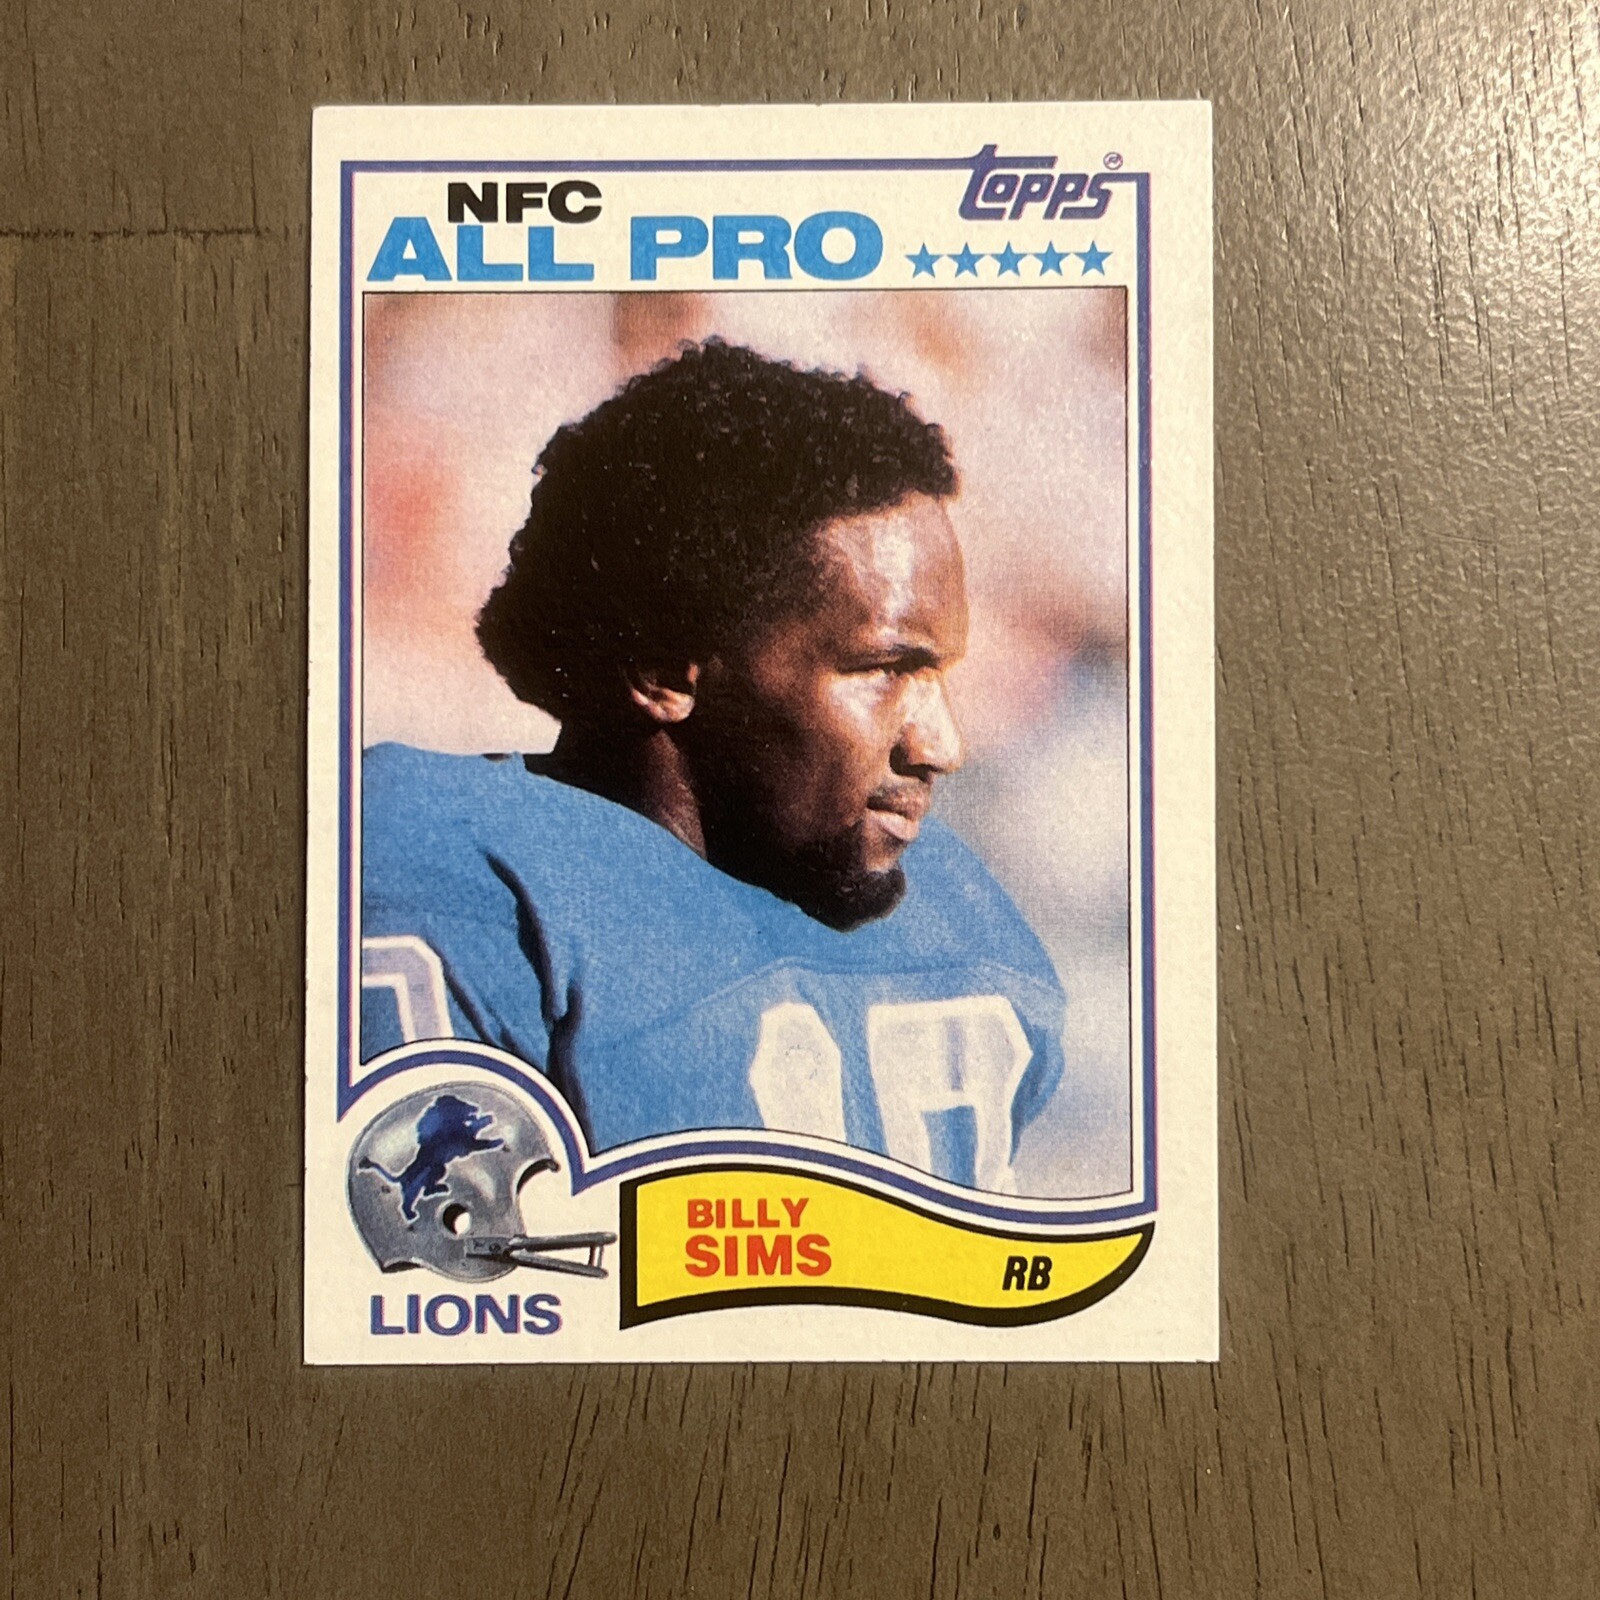 topps®
NFC
ALL PRO
BILLY
SIMS
RB
LIONS